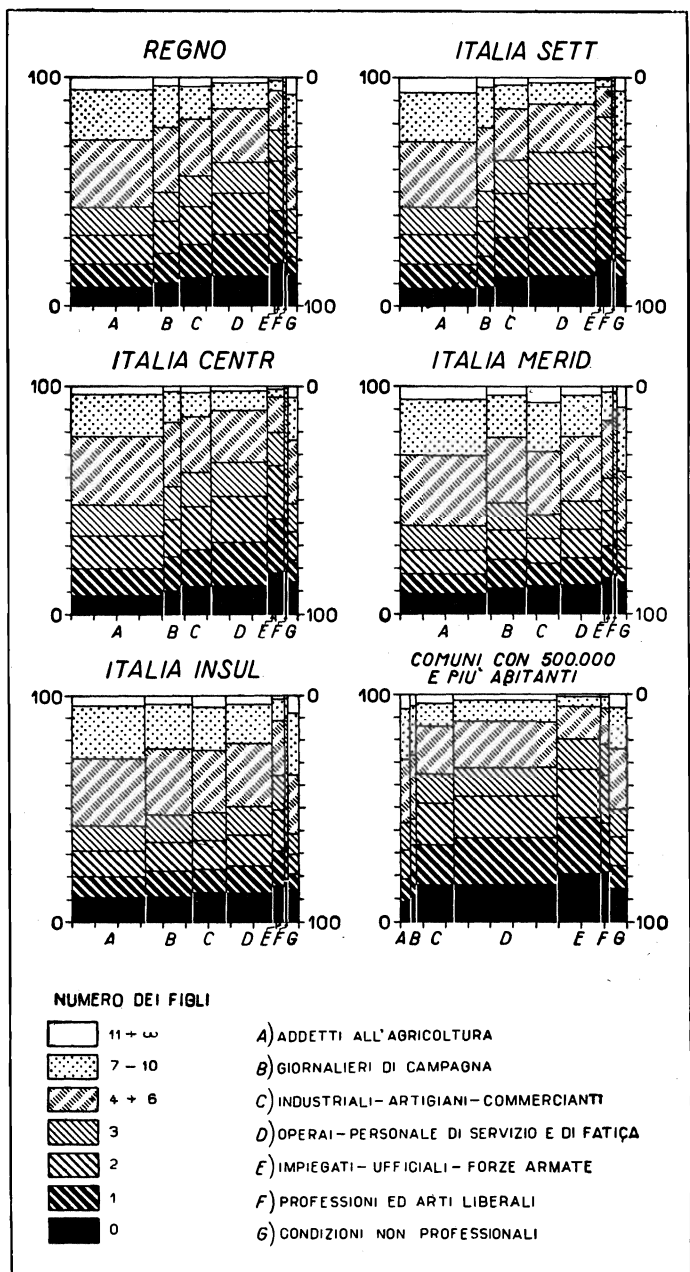 REGNO ITALIA SETT
100 0 100 0
0 100 0 100
A B C D E F G A B C D E F G
ITALIA CENTR ITALIA MERID
100 0 100 0
0 100 0 100
A B C D E F G A B C D E F G
ITALIA INSUL COMUNI CON 500.000
E PIU' ABITANTI
100 0 100 0
0 100 0 100
A B C D E F G A B C D E F G
NUMERO DEI FIGLI
11 ÷ ω A) ADDETTI ALL'AGRICOLTURA
7 – 10 B) GIORNALIERI DI CAMPAGNA
4 ÷ 6 C) INDUSTRIALI-ARTIGIANI-COMMERCIANTI
3 D) OPERAI-PERSONALE DI SERVIZIO E DI FATIÇA
2 E) IMPIEGATI-UFFICIALI-FORZE ARMATE
1 F) PROFESSIONI ED ARTI LIBERALI
0 G) CONDIZIONI NON PROFESSIONALI